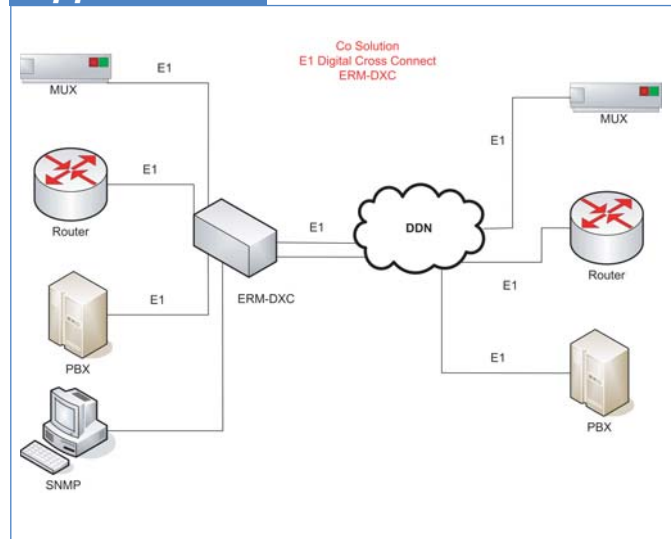 Co Solution
E1 Digital Cross Connect
ERM-DXC
E1
MUX
E1
Router
E1
PBX
SNMP
ERM-DXC
E1
DDN
E1
MUX
E1
Router
E1
PBX